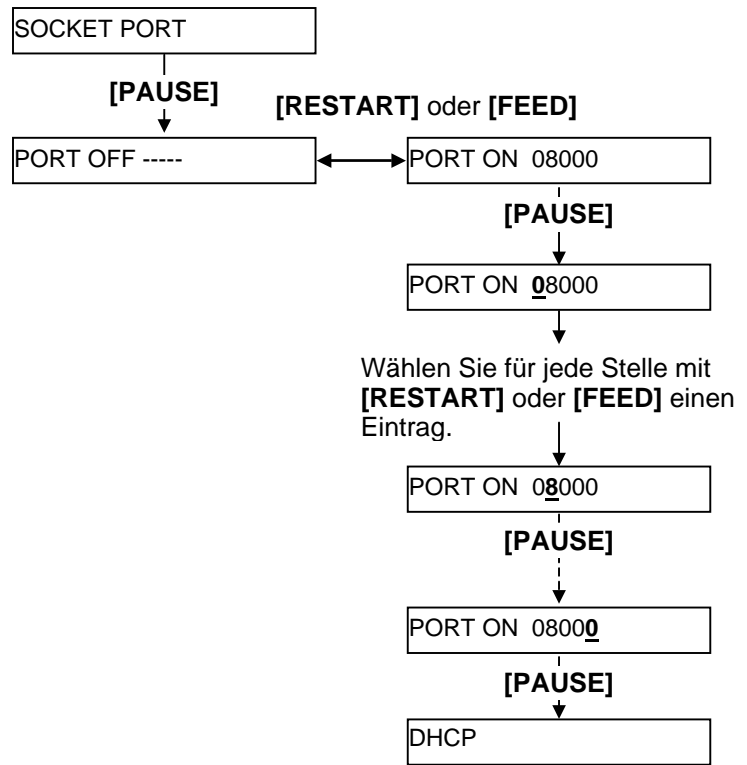 SOCKET PORT
[PAUSE]
[RESTART] oder [FEED]
PORT OFF -----
PORT ON 08000
[PAUSE]
PORT ON 08000
Wählen Sie für jede Stelle mit
[RESTART] oder [FEED] einen
Eintrag.
PORT ON 08000
[PAUSE]
PORT ON 08000
[PAUSE]
DHCP